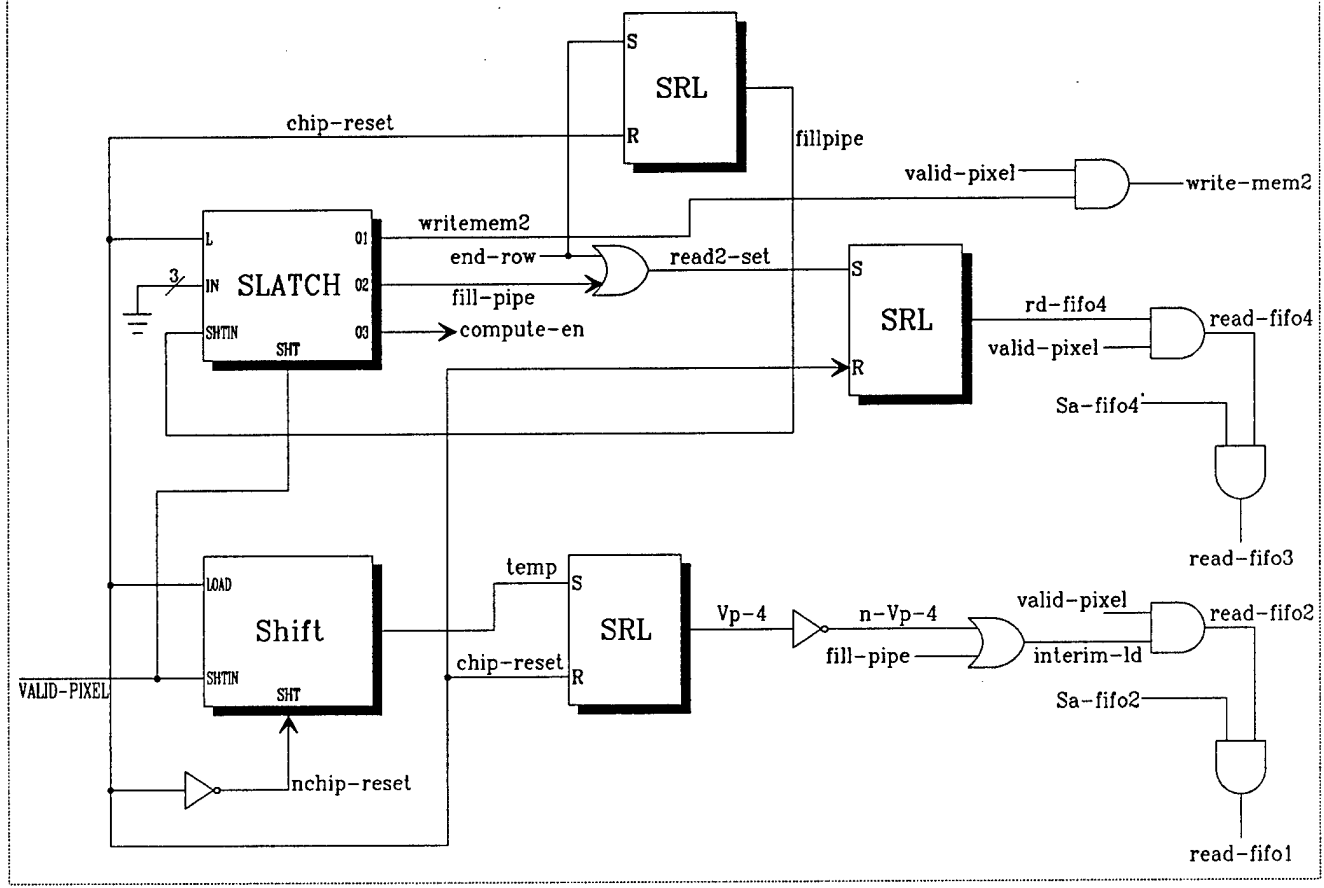 S
SRL
chip-reset
R
fillpipe
valid-pixel
write-mem2
writemem2
L
O1
end-row
read2-set
S
3
IN
SLATCH
O2
fill-pipe
SRL
rd-fifo4
read-fifo4
SHTIN
O3
compute-en
valid-pixel
SHT
R
Sa-fifo4
read-fifo3
temp
S
LOAD
Shift
SRL
Vp-4
n-Vp-4
valid-pixel
read-fifo2
fill-pipe
interim-ld
chip-reset
R
VALID-PIXEL
SHTIN
SHT
Sa-fifo2
nchip-reset
read-fifo1